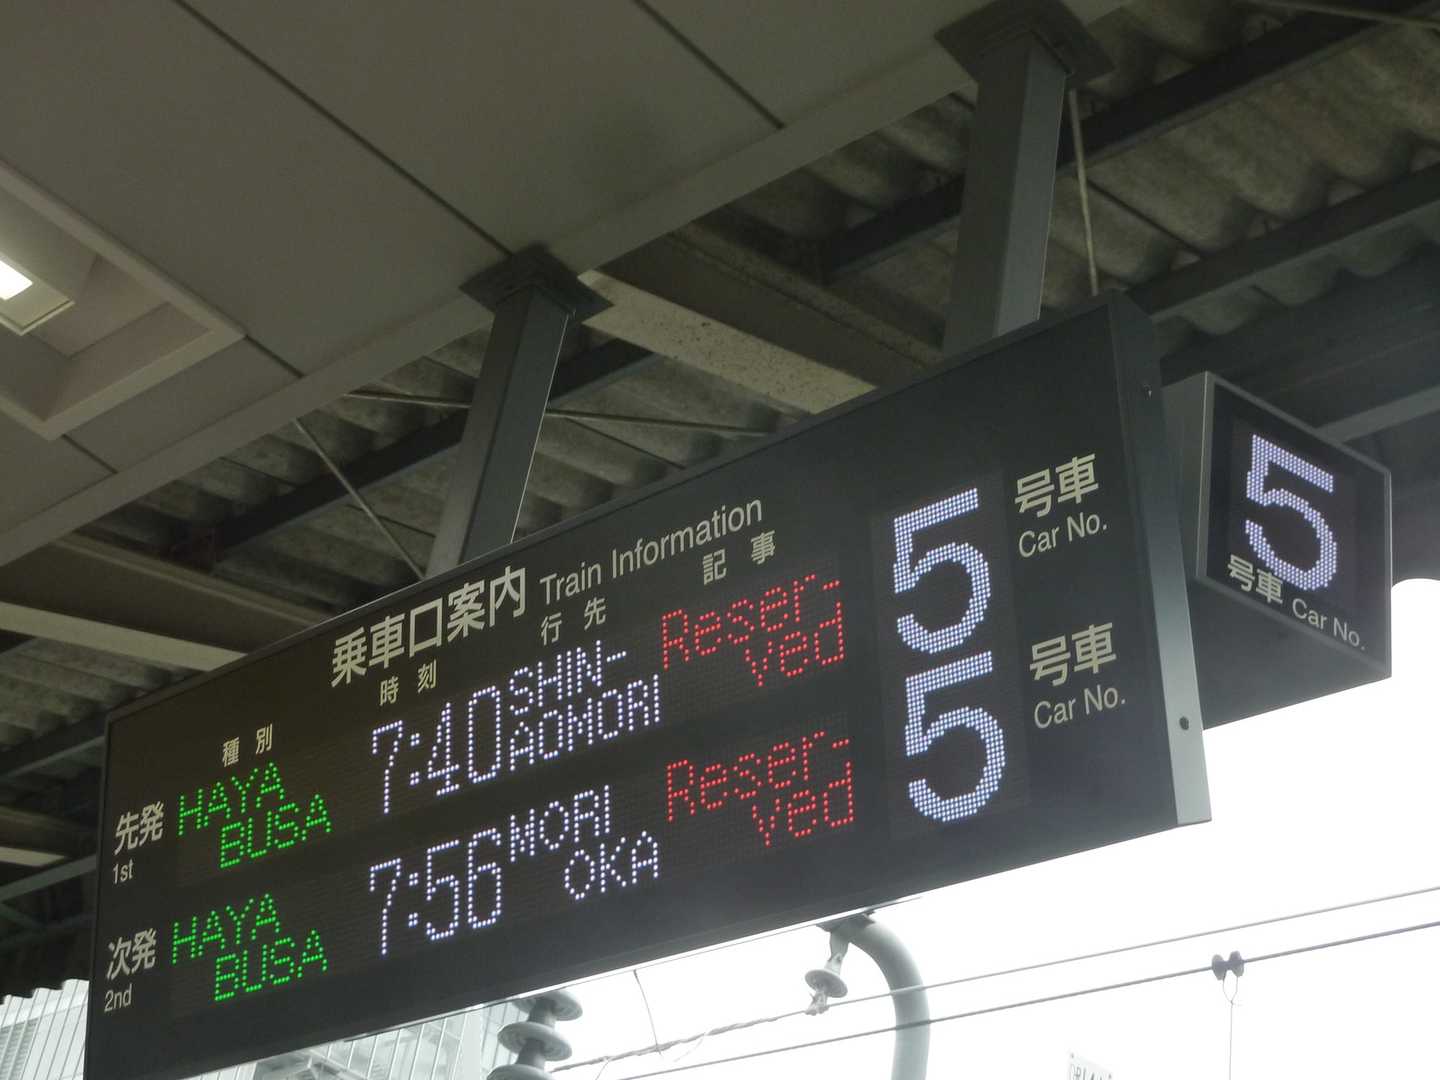 乗車口案内 Train Information
種別 時刻 行先 記事
先発 1st HAYA BUSA 7:40 SHIN-AOMORI Reser-ved 5 号車 Car No.
次発 2nd HAYA BUSA 7:56 MORI OKA Reser-ved 5 号車 Car No.
5
号車 Car No.